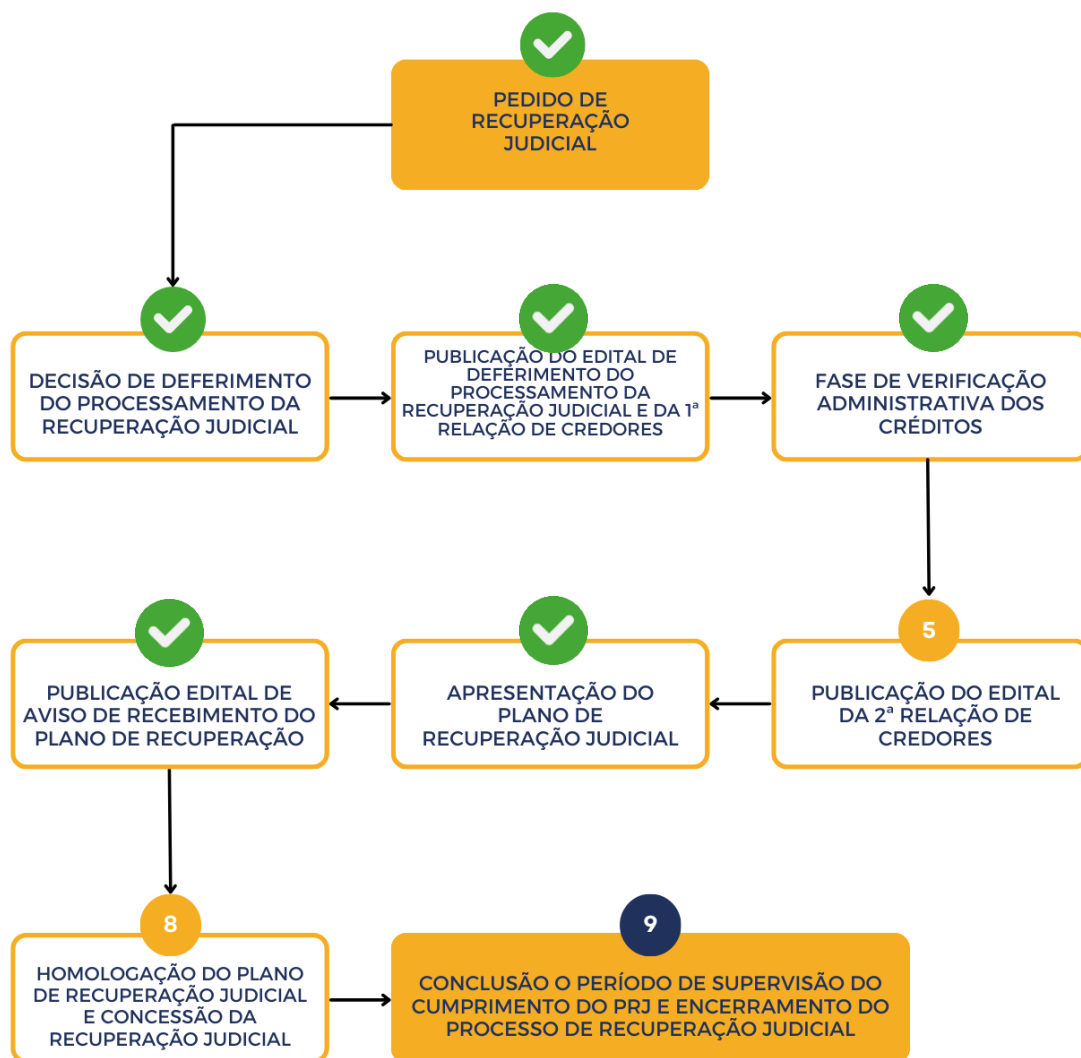 PEDIDO DE
RECUPERAÇÃO
JUDICIAL
DECISÃO DE DEFERIMENTO
DO PROCESSAMENTO DA
RECUPERAÇÃO JUDICIAL
PUBLICAÇÃO DO EDITAL DE
DEFERIMENTO DO
PROCESSAMENTO DA
RECUPERAÇÃO JUDICIAL E DA 1ª
RELAÇÃO DE CREDORES
FASE DE VERIFICAÇÃO
ADMINISTRATIVA DOS
CRÉDITOS
5
PUBLICAÇÃO DO EDITAL
DA 2ª RELAÇÃO DE
CREDORES
APRESENTAÇÃO DO
PLANO DE
RECUPERAÇÃO JUDICIAL
PUBLICAÇÃO EDITAL DE
AVISO DE RECEBIMENTO DO
PLANO DE RECUPERAÇÃO
8
HOMOLOGAÇÃO DO PLANO
DE RECUPERAÇÃO JUDICIAL
E CONCESSÃO DA
RECUPERAÇÃO JUDICIAL
9
CONCLUSÃO O PERÍODO DE SUPERVISÃO DO
CUMPRIMENTO DO PRJ E ENCERRAMENTO DO
PROCESSO DE RECUPERAÇÃO JUDICIAL